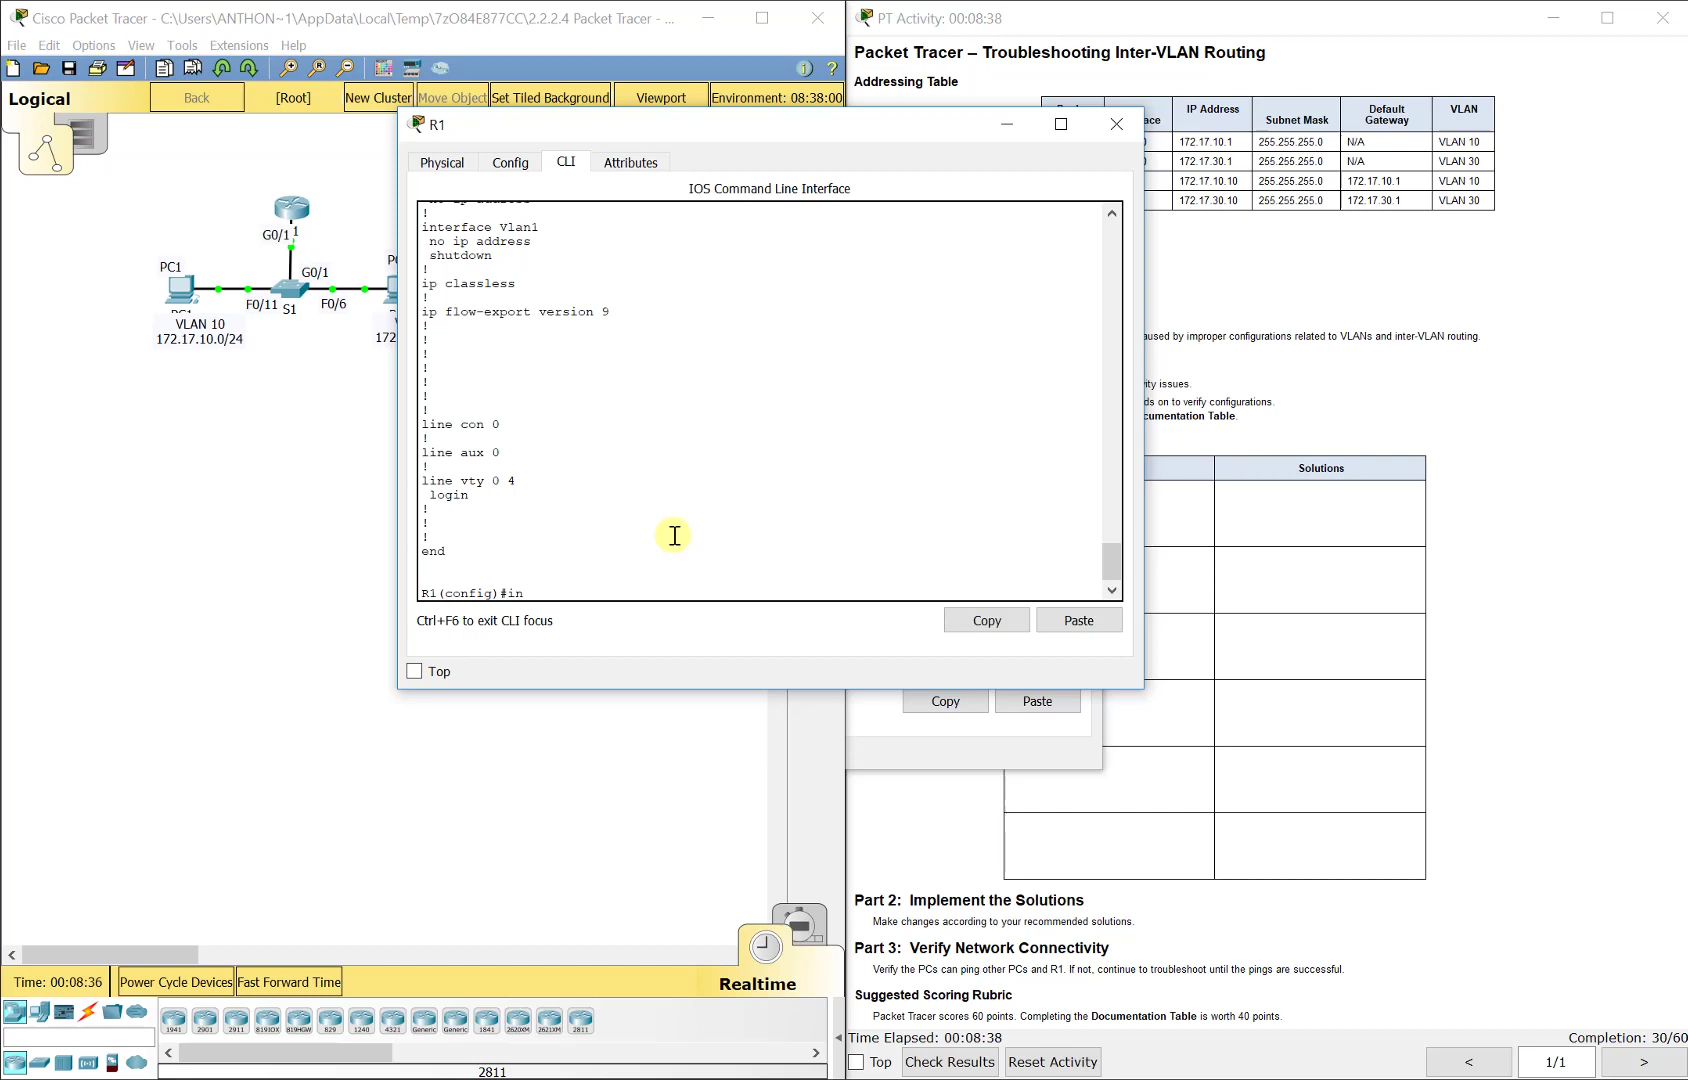 Cisco Packet Tracer - C:\Users\ANTHON~1\AppData\Local\Temp\7zO84E877CC\2.2.2.4 Packet Tracer - ...
File Edit Options View Tools Extensions Help
Logical
Back
[Root]
New Cluster
Move Object
Set Tiled Background
Viewport
Environment: 08:38:00
G0/1
1
PC1
G0/1
F0/11
S1
F0/6
VLAN 10
172.17.10.0/24
172
R1
Physical
Config
CLI
Attributes
IOS Command Line Interface
!
interface Vlan1
no ip address
shutdown
!
ip classless
!
ip flow-export version 9
!
!
!
!
!
!
!
line con 0
!
line aux 0
!
line vty 0 4
login
!
!
!
end
R1(config)#in
Ctrl+F6 to exit CLI focus
Copy
Paste
Top
Copy
Paste
Time: 00:08:36
Power Cycle Devices
Fast Forward Time
Realtime
1941
2901
2911
819IOX
819HGW
829
1240
4321
Generic
Generic
1841
2620XM
2621XM
2811
2811
PT Activity: 00:08:38
Packet Tracer – Troubleshooting Inter-VLAN Routing
Addressing Table
ace
IP Address
Subnet Mask
Default Gateway
VLAN
172.17.10.1 255.255.255.0 N/A VLAN 10
172.17.30.1 255.255.255.0 N/A VLAN 30
172.17.10.10 255.255.255.0 172.17.10.1 VLAN 10
172.17.30.10 255.255.255.0 172.17.30.1 VLAN 30
aused by improper configurations related to VLANs and inter-VLAN routing.
ity issues.
ds on to verify configurations.
cumentation Table.
Solutions
Part 2: Implement the Solutions
Make changes according to your recommended solutions.
Part 3: Verify Network Connectivity
Verify the PCs can ping other PCs and R1. If not, continue to troubleshoot until the pings are successful.
Suggested Scoring Rubric
Packet Tracer scores 60 points. Completing the Documentation Table is worth 40 points.
Time Elapsed: 00:08:38
Completion: 30/60
Top
Check Results
Reset Activity
<
1/1
>